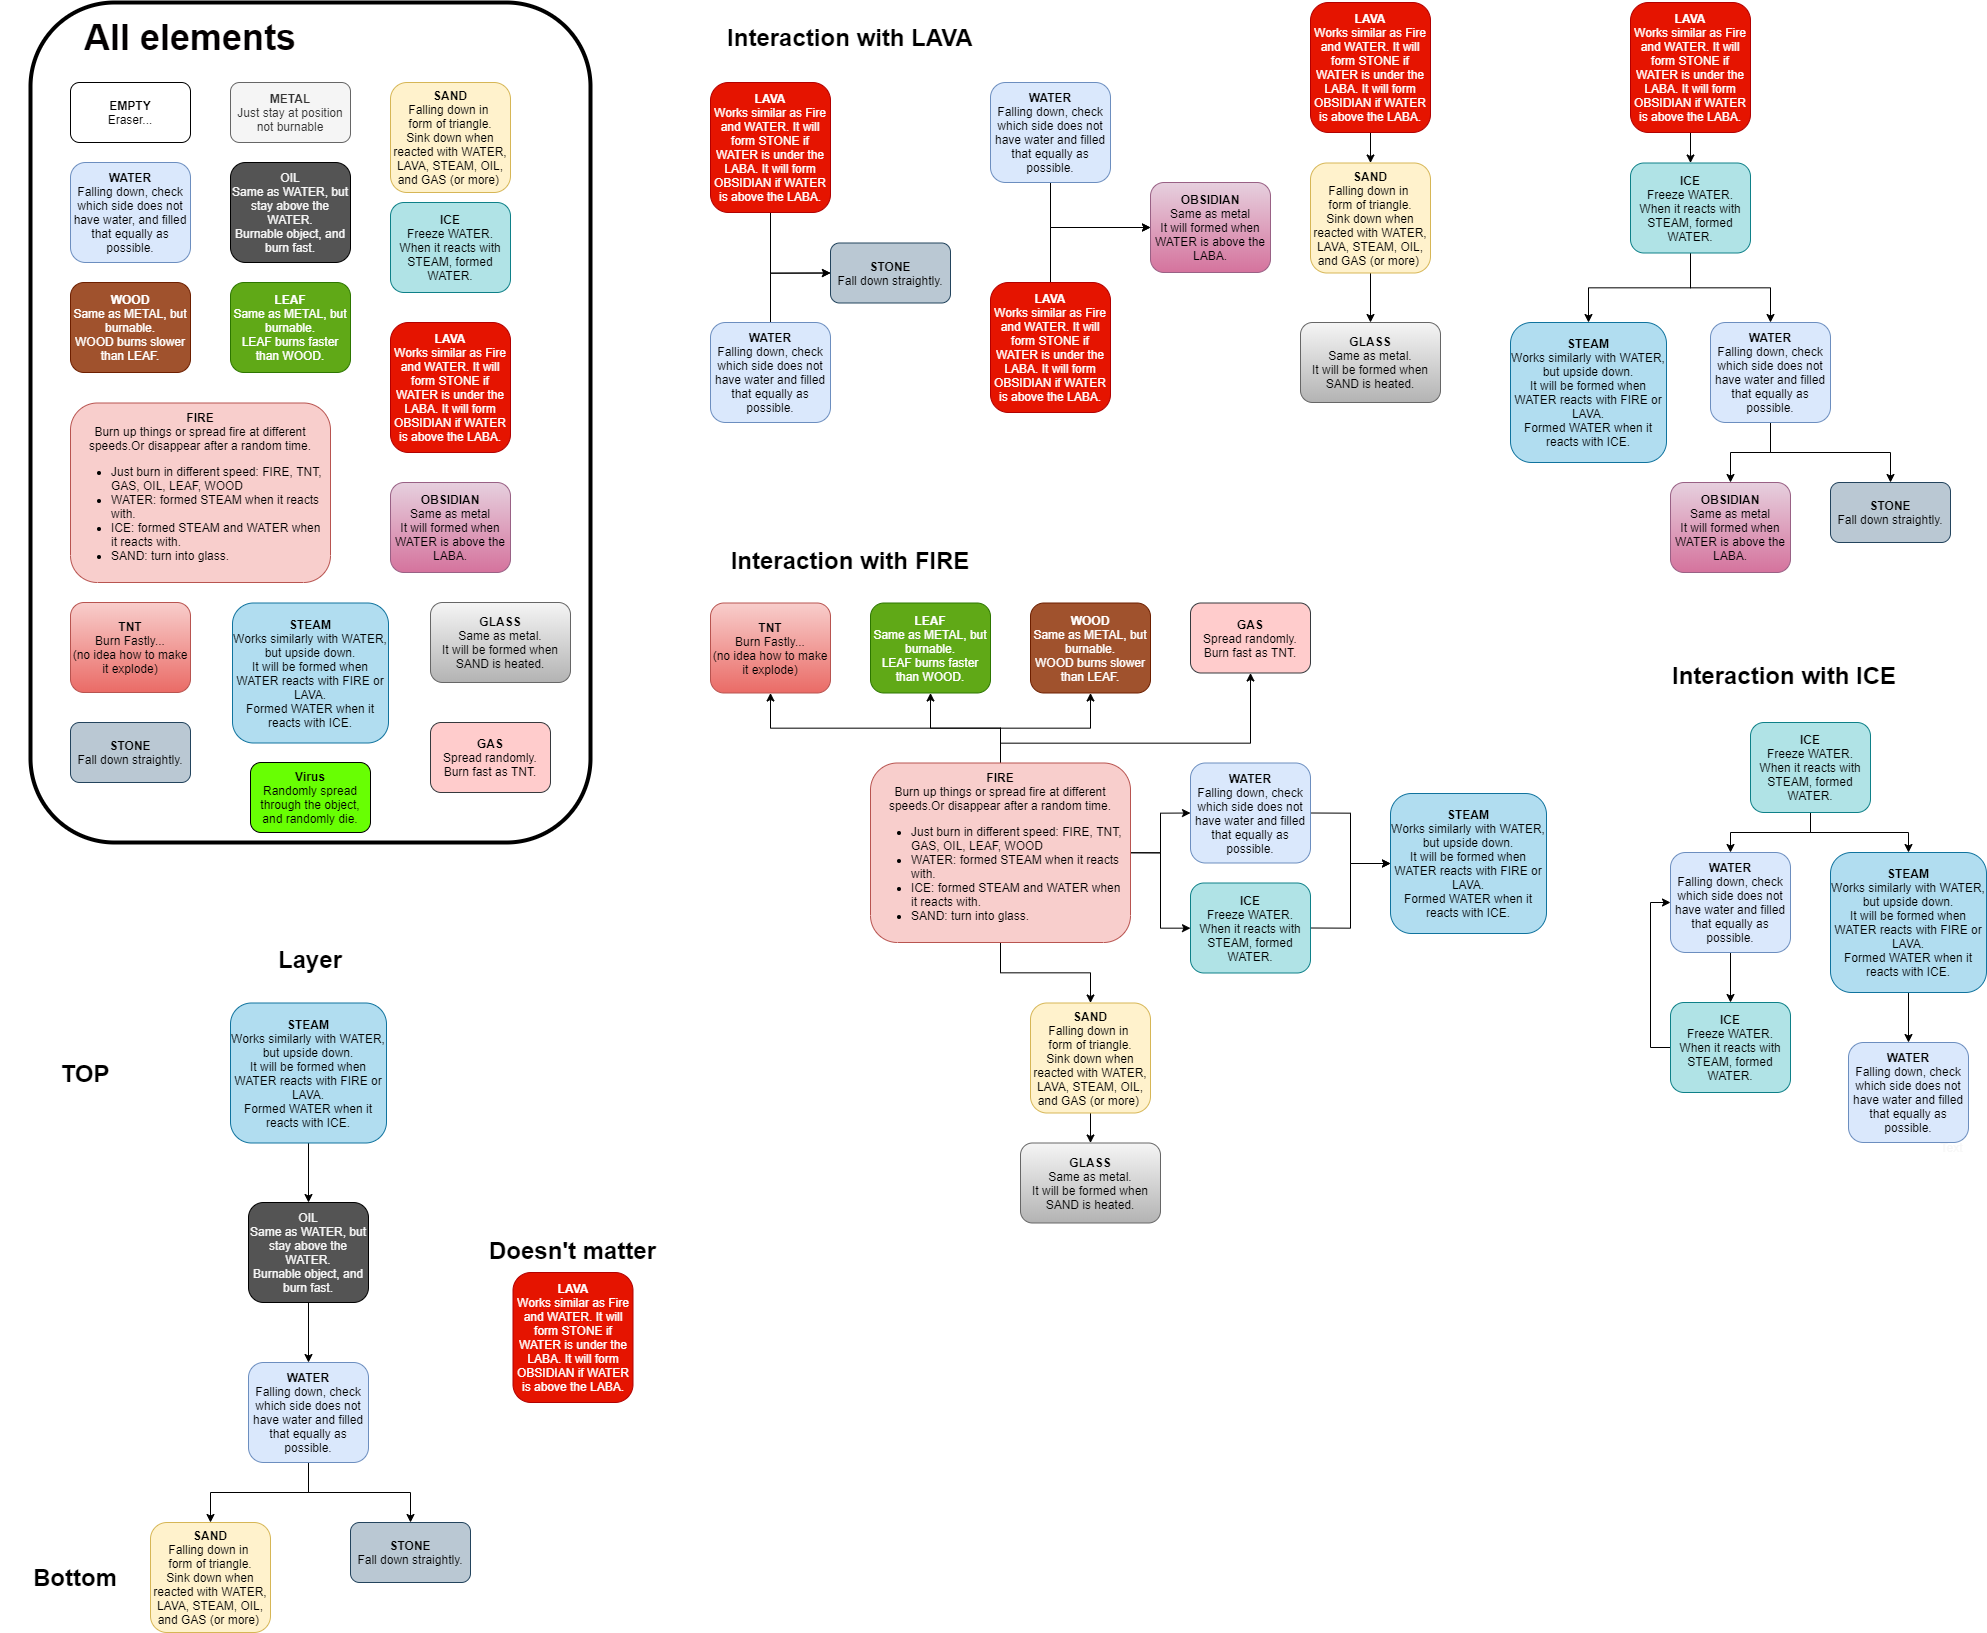 All elements
EMPTY
Eraser...
METAL
Just stay at position
not burnable
SAND
Falling down in
form of triangle.
Sink down when
reacted with WATER,
LAVA, STEAM, OIL,
and GAS (or more)
WATER
Falling down, check
which side does not
have water, and filled
that equally as
possible.
OIL
Same as WATER, but
stay above the
WATER.
Burnable object, and
burn fast.
ICE
Freeze WATER.
When it reacts with
STEAM, formed
WATER.
WOOD
Same as METAL, but
burnable.
WOOD burns slower
than LEAF.
LEAF
Same as METAL, but
burnable.
LEAF burns faster
than WOOD.
LAVA
Works similar as Fire
and WATER. It will
form STONE if
WATER is under the
LABA. It will form
OBSIDIAN if WATER
is above the LABA.
FIRE
Burn up things or spread fire at different
speeds.Or disappear after a random time.
• Just burn in different speed: FIRE, TNT,
GAS, OIL, LEAF, WOOD
• WATER: formed STEAM when it reacts
with.
• ICE: formed STEAM and WATER when
it reacts with.
• SAND: turn into glass.
OBSIDIAN
Same as metal
It will formed when
WATER is above the
LABA.
TNT
Burn Fastly...
(no idea how to make
it explode)
STEAM
Works similarly with WATER,
but upside down.
It will be formed when
WATER reacts with FIRE or
LAVA.
Formed WATER when it
reacts with ICE.
GLASS
Same as metal.
It will be formed when
SAND is heated.
STONE
Fall down straightly.
GAS
Spread randomly.
Burn fast as TNT.
Virus
Randomly spread
through the object,
and randomly die.
Interaction with LAVA
LAVA
Works similar as Fire
and WATER. It will
form STONE if
WATER is under the
LABA. It will form
OBSIDIAN if WATER
is above the LABA.
STONE
Fall down straightly.
WATER
Falling down, check
which side does not
have water and filled
that equally as
possible.
WATER
Falling down, check
which side does not
have water and filled
that equally as
possible.
OBSIDIAN
Same as metal
It will formed when
WATER is above the
LABA.
LAVA
Works similar as Fire
and WATER. It will
form STONE if
WATER is under the
LABA. It will form
OBSIDIAN if WATER
is above the LABA.
LAVA
Works similar as Fire
and WATER. It will
form STONE if
WATER is under the
LABA. It will form
OBSIDIAN if WATER
is above the LABA.
SAND
Falling down in
form of triangle.
Sink down when
reacted with WATER,
LAVA, STEAM, OIL,
and GAS (or more)
GLASS
Same as metal.
It will be formed when
SAND is heated.
LAVA
Works similar as Fire
and WATER. It will
form STONE if
WATER is under the
LABA. It will form
OBSIDIAN if WATER
is above the LABA.
ICE
Freeze WATER.
When it reacts with
STEAM, formed
WATER.
STEAM
Works similarly with WATER,
but upside down.
It will be formed when
WATER reacts with FIRE or
LAVA.
Formed WATER when it
reacts with ICE.
WATER
Falling down, check
which side does not
have water and filled
that equally as
possible.
OBSIDIAN
Same as metal
It will formed when
WATER is above the
LABA.
STONE
Fall down straightly.
Interaction with FIRE
TNT
Burn Fastly...
(no idea how to make
it explode)
LEAF
Same as METAL, but
burnable.
LEAF burns faster
than WOOD.
WOOD
Same as METAL, but
burnable.
WOOD burns slower
than LEAF.
GAS
Spread randomly.
Burn fast as TNT.
FIRE
Burn up things or spread fire at different
speeds.Or disappear after a random time.
• Just burn in different speed: FIRE, TNT,
GAS, OIL, LEAF, WOOD
• WATER: formed STEAM when it reacts
with.
• ICE: formed STEAM and WATER when
it reacts with.
• SAND: turn into glass.
WATER
Falling down, check
which side does not
have water and filled
that equally as
possible.
ICE
Freeze WATER.
When it reacts with
STEAM, formed
WATER.
STEAM
Works similarly with WATER,
but upside down.
It will be formed when
WATER reacts with FIRE or
LAVA.
Formed WATER when it
reacts with ICE.
SAND
Falling down in
form of triangle.
Sink down when
reacted with WATER,
LAVA, STEAM, OIL,
and GAS (or more)
GLASS
Same as metal.
It will be formed when
SAND is heated.
Interaction with ICE
ICE
Freeze WATER.
When it reacts with
STEAM, formed
WATER.
WATER
Falling down, check
which side does not
have water and filled
that equally as
possible.
STEAM
Works similarly with WATER,
but upside down.
It will be formed when
WATER reacts with FIRE or
LAVA.
Formed WATER when it
reacts with ICE.
ICE
Freeze WATER.
When it reacts with
STEAM, formed
WATER.
WATER
Falling down, check
which side does not
have water and filled
that equally as
possible.
Layer
TOP
STEAM
Works similarly with WATER,
but upside down.
It will be formed when
WATER reacts with FIRE or
LAVA.
Formed WATER when it
reacts with ICE.
OIL
Same as WATER, but
stay above the
WATER.
Burnable object, and
burn fast.
WATER
Falling down, check
which side does not
have water and filled
that equally as
possible.
Bottom
SAND
Falling down in
form of triangle.
Sink down when
reacted with WATER,
LAVA, STEAM, OIL,
and GAS (or more)
STONE
Fall down straightly.
Doesn't matter
LAVA
Works similar as Fire
and WATER. It will
form STONE if
WATER is under the
LABA. It will form
OBSIDIAN if WATER
is above the LABA.